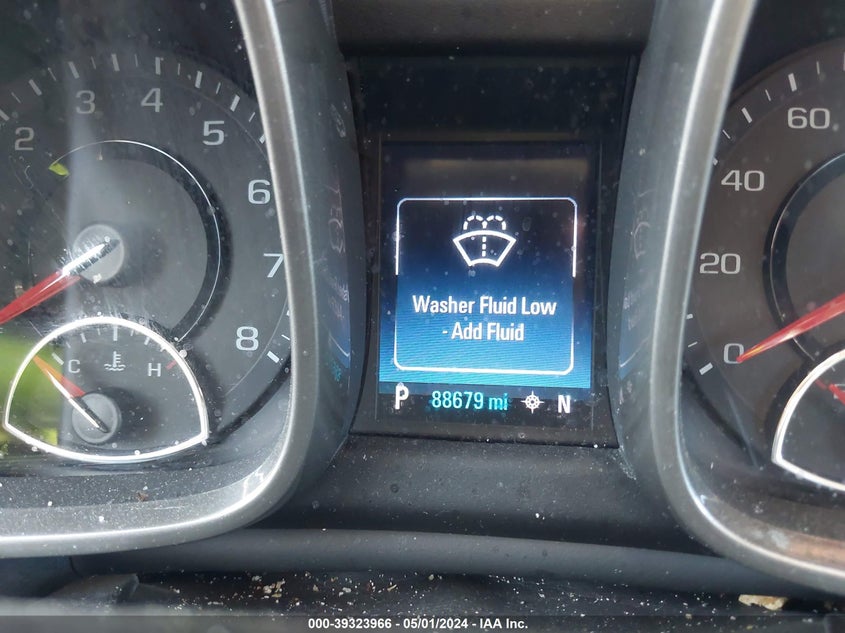 2 3 4 5 6 7 8
C H
Washer Fluid Low
- Add Fluid
P 88679 mi N
60
40
20
0
000-39323966 - 05/01/2024 - IAA Inc.